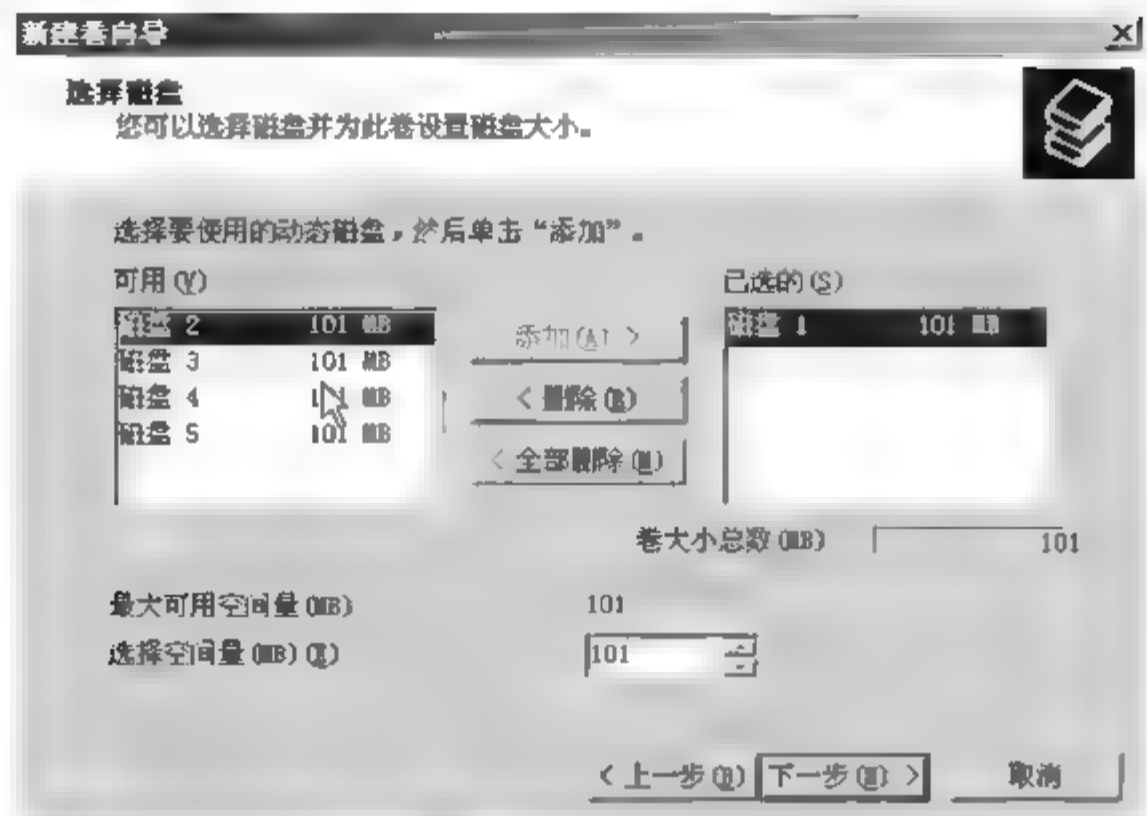 新建卷向导
选择磁盘
您可以选择磁盘并为此卷设置磁盘大小。
选择要使用的动态磁盘,然后单击“添加”。
可用(V)
已选的(S)
磁盘 2 101 MB
磁盘 3 101 MB
磁盘 4 MB
磁盘 5 101 MB
添加(A) >
< 删除(R)
< 全部删除(M)
磁盘 1 101 MB
卷大小总数(MB) 101
最大可用空间量(MB) 101
选择空间量(MB)(E) 101
< 上一步(B)
下一步(N) >
取消